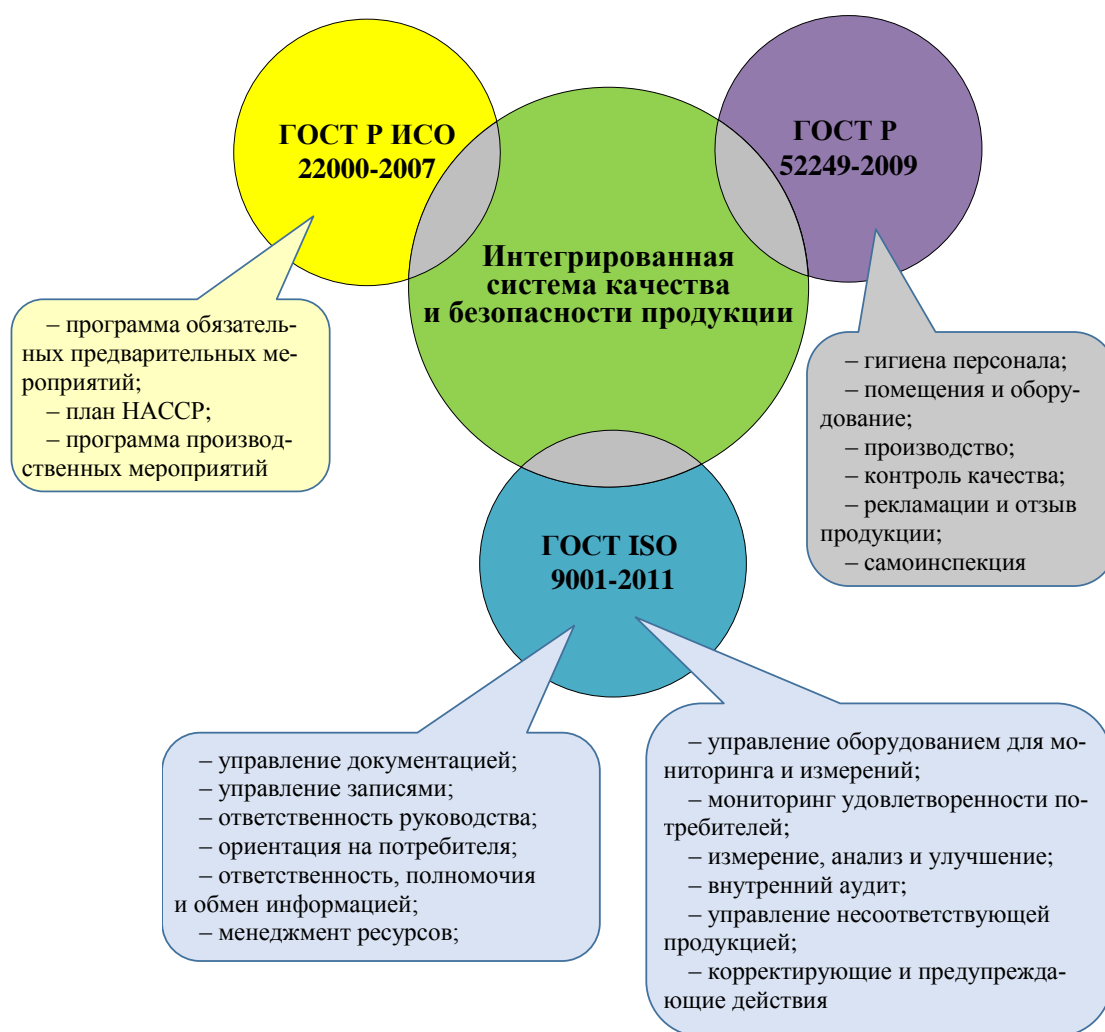 ГОСТ Р ИСО
22000-2007
ГОСТ Р
52249-2009
Интегрированная
система качества
и безопасности продукции
– программа обязатель-
ных предварительных ме-
роприятий;
– план НАССР;
– программа производ-
ственных мероприятий
– гигиена персонала;
– помещения и обору-
дование;
– производство;
– контроль качества;
– рекламации и отзыв
продукции;
– самоинспекция
ГОСТ ISO
9001-2011
– управление документацией;
– управление записями;
– ответственность руководства;
– ориентация на потребителя;
– ответственность, полномочия
и обмен информацией;
– менеджмент ресурсов;
– управление оборудованием для мо-
ниторинга и измерений;
– мониторинг удовлетворенности по-
требителей;
– измерение, анализ и улучшение;
– внутренний аудит;
– управление несоответствующей
продукцией;
– корректирующие и предупрежда-
ющие действия